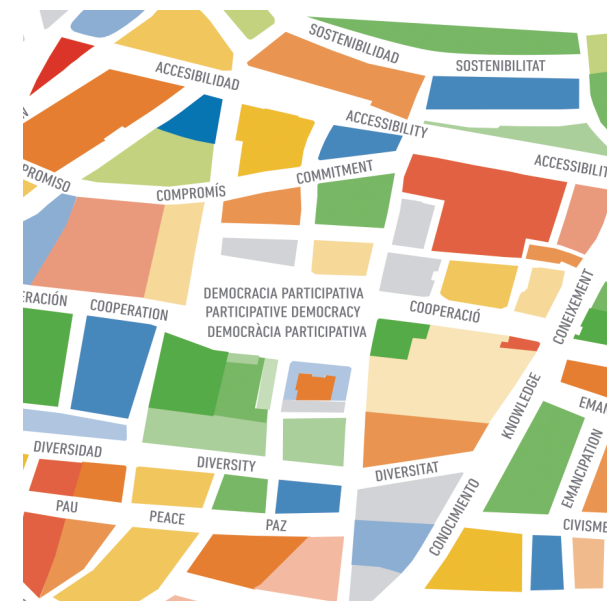 SOSTENIBILIDAD
SOSTENIBILITAT
ACCESIBILIDAD
ACCESSIBILITY
ACCESSIBILIT
PROMISO
COMPROMÍS
COMMITMENT
DEMOCRACIA PARTICIPATIVA
PARTICIPATIVE DEMOCRACY
DEMOCRÀCIA PARTICIPATIVA
ERACIÓN
COOPERATION
COOPERACIÓ
CONEIXEMENT
KNOWLEDGE
CONOCIMIENTO
EMAN
EMANCIPATION
DIVERSIDAD
DIVERSITY
DIVERSITAT
PAU
PEACE
PAZ
CIVISME